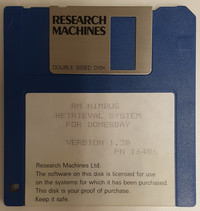 RESEARCH
MACHINES
DOUBLE SIDED DISK
RM NIMBUS
RETRIEVAL SYSTEM
FOR DOMESDAY
VERSION 1.30
PN 16406
Research Machines Ltd.
The software on this disk is licensed for use
on the systems for which it has been purchased.
This disk is your proof of purchase.
Keep it safe.